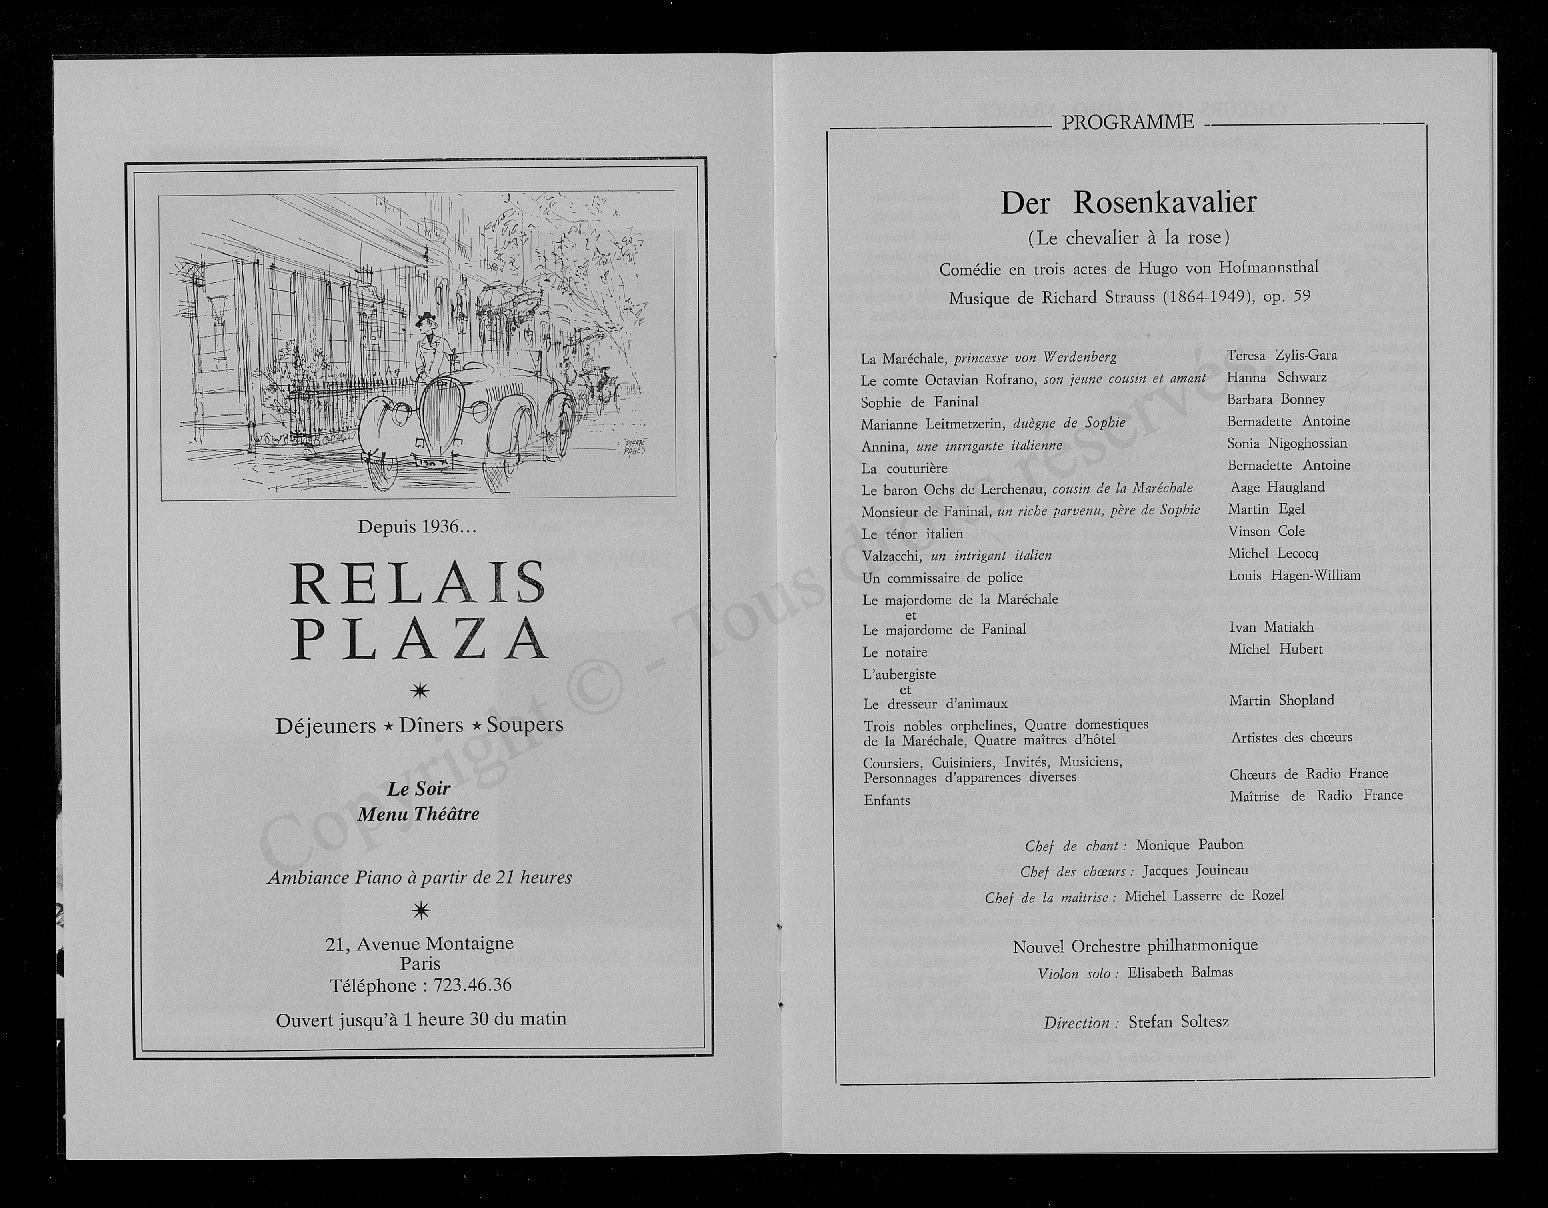 PIERRE
PAGES
Depuis 1936...
RELAIS
PLAZA
Déjeuners ★ Dîners ★ Soupers
Le Soir
Menu Théâtre
Ambiance Piano à partir de 21 heures
21, Avenue Montaigne
Paris
Téléphone : 723.46.36
Ouvert jusqu'à 1 heure 30 du matin
PROGRAMME
Der Rosenkavalier
(Le chevalier à la rose)
Comédie en trois actes de Hugo von Hofmannsthal
Musique de Richard Strauss (1864-1949), op. 59
La Maréchale, princesse von Werdenberg Teresa Zylis-Gara
Le comte Octavian Rofrano, son jeune cousin et amant Hanna Schwarz
Sophie de Faninal Barbara Bonney
Marianne Leitmetzerin, duègne de Sophie Bernadette Antoine
Annina, une intrigante italienne Sonia Nigoghossian
La couturière Bernadette Antoine
Le baron Ochs de Lerchenau, cousin de la Maréchale Aage Haugland
Monsieur de Faninal, un riche parvenu, père de Sophie Martin Egel
Le ténor italien Vinson Cole
Valzacchi, un intrigant italien Michel Lecocq
Un commissaire de police Louis Hagen-William
Le majordome de la Maréchale
et
Le majordome de Faninal Ivan Matiakh
Le notaire Michel Hubert
L'aubergiste
et
Le dresseur d'animaux Martin Shopland
Trois nobles orphelines, Quatre domestiques
de la Maréchale, Quatre maîtres d'hôtel Artistes des chœurs
Coursiers, Cuisiniers, Invités, Musiciens,
Personnages d'apparences diverses Chœurs de Radio France
Enfants Maîtrise de Radio France
Chef de chant : Monique Paubon
Chef des chœurs : Jacques Jouineau
Chef de la maîtrise : Michel Lasserre de Rozel
Nouvel Orchestre philharmonique
Violon solo : Elisabeth Balmas
Direction : Stefan Soltesz
Copyright © - Tous droits réservés.